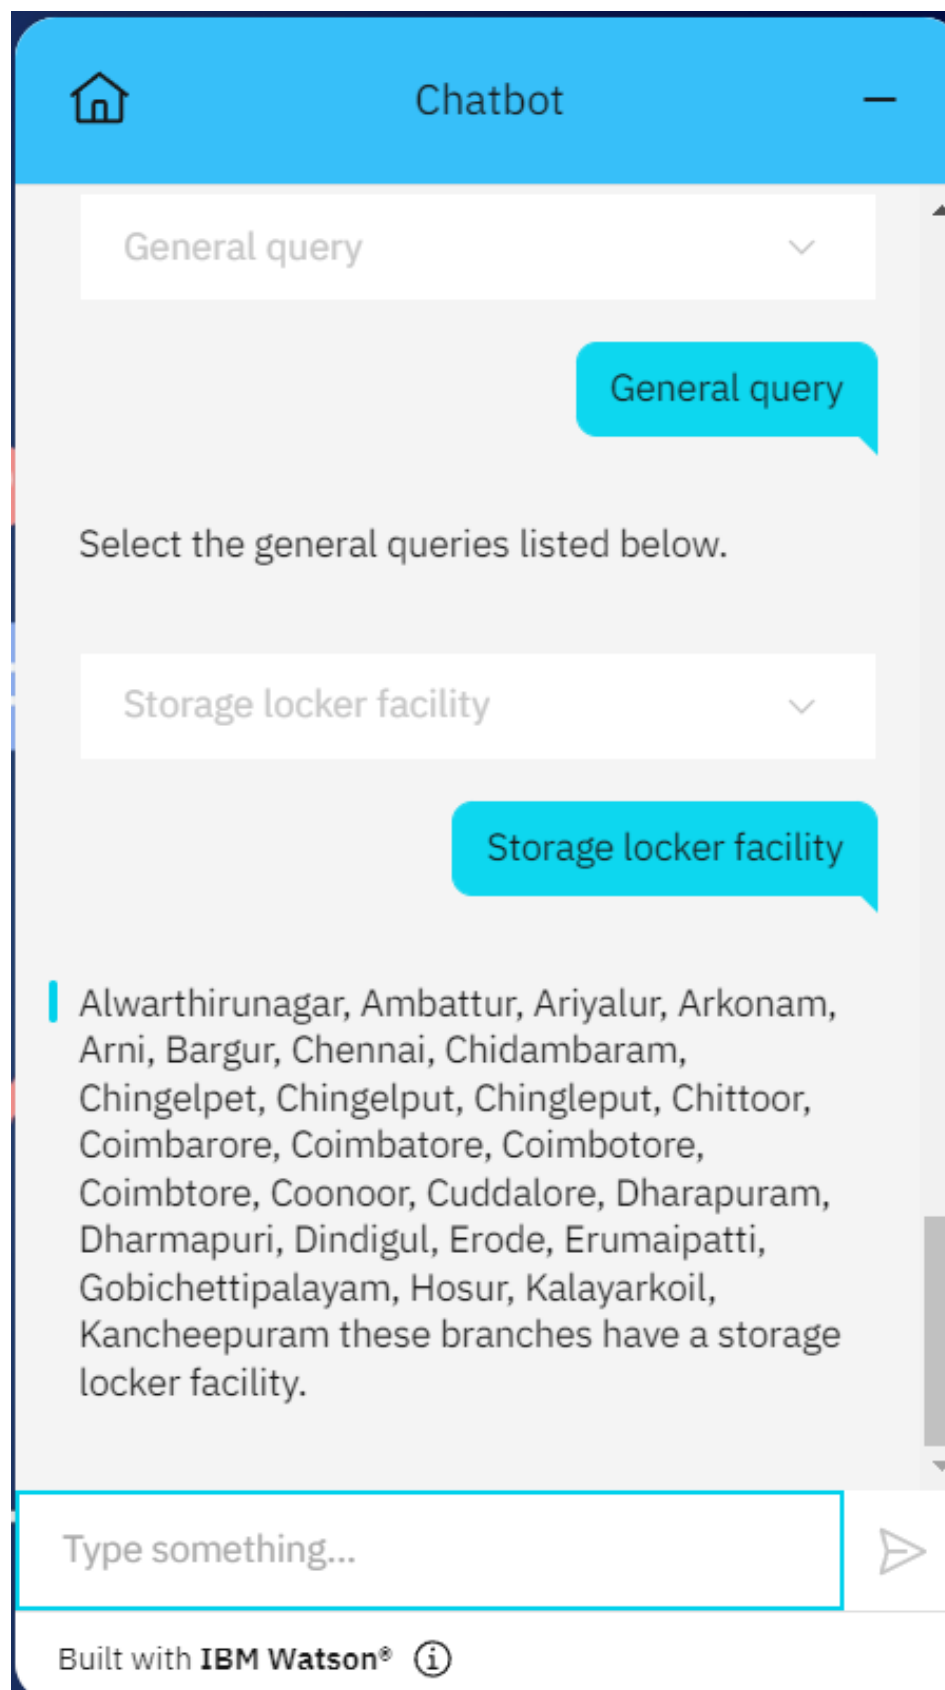 Chatbot
General query
General query
Select the general queries listed below.
Storage locker facility
Storage locker facility
Alwarthirunagar, Ambattur, Ariyalur, Arkonam,
Arni, Bargur, Chennai, Chidambaram,
Chingelpet, Chingelput, Chingleput, Chittoor,
Coimbarore, Coimbatore, Coimbotore,
Coimbtore, Coonoor, Cuddalore, Dharapuram,
Dharmapuri, Dindigul, Erode, Erumaipatti,
Gobichettipalayam, Hosur, Kalayarkoil,
Kancheepuram these branches have a storage
locker facility.
Type something...
Built with IBM Watson®